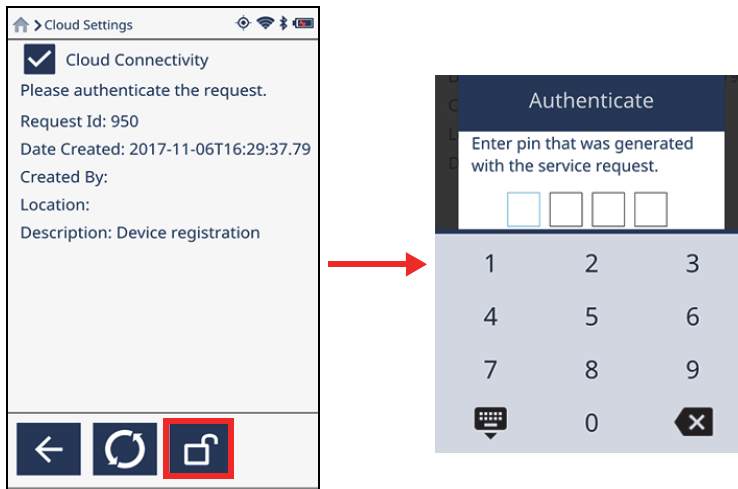 Cloud Settings
Cloud Connectivity
Please authenticate the request.
Request Id: 950
Date Created: 2017-11-06T16:29:37.79
Created By:
Location:
Description: Device registration
Authenticate
Enter pin that was generated
with the service request.
1 2 3
4 5 6
7 8 9
0